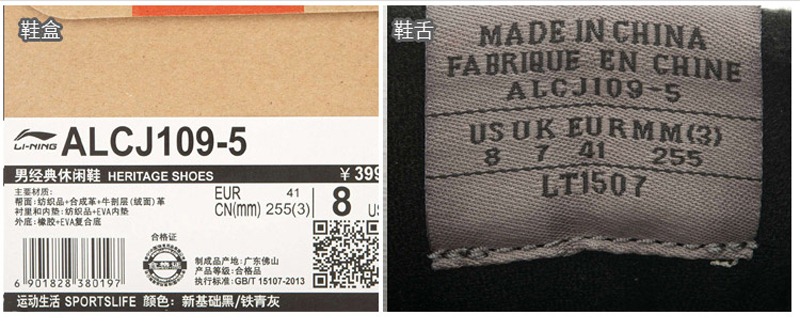 鞋盒
LI-NING ALCJ109-5
男经典休闲鞋 HERITAGE SHOES ￥399
主要材质:
帮面: 纺织品+合成革+牛剖层(绒面)革
衬里和内垫: 纺织品+EVA内垫
外底: 橡胶+EVA复合底
EUR 41
CN(mm) 255(3)
8 US
合格证
制成品产地: 广东佛山
产品等级: 合格品
执行标准: GB/T 15107-2013
6 901828 380197
运动生活 SPORTSLIFE 颜色: 新基础黑/铁青灰
鞋舌
MADE IN CHINA
FABRIQUE EN CHINE
ALCJ109-5
US UK EUR MM(3)
8 7 41 255
LT1507